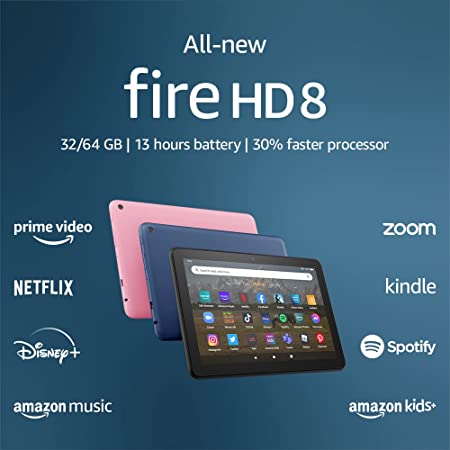 All-new
fire HD 8
32/64 GB | 13 hours battery | 30% faster processor
prime video
zoom
NETFLIX
kindle
Disney+
Spotify
amazon music
amazon kids+